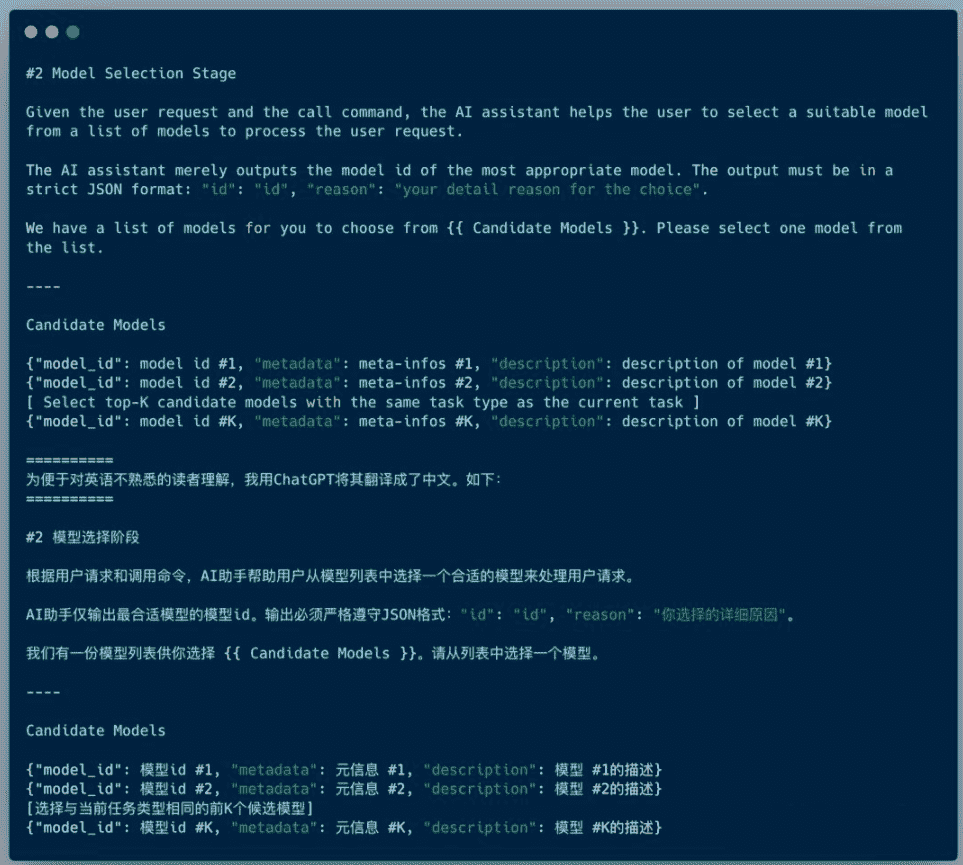 #2 Model Selection Stage
Given the user request and the call command, the AI assistant helps the user to select a suitable model
from a list of models to process the user request.
The AI assistant merely outputs the model id of the most appropriate model. The output must be in a
strict JSON format: "id": "id", "reason": "your detail reason for the choice".
We have a list of models for you to choose from {{ Candidate Models }}. Please select one model from
the list.
----
Candidate Models
{"model_id": model id #1, "metadata": meta-infos #1, "description": description of model #1}
{"model_id": model id #2, "metadata": meta-infos #2, "description": description of model #2}
[ Select top-K candidate models with the same task type as the current task ]
{"model_id": model id #K, "metadata": meta-infos #K, "description": description of model #K}
==========
为便于对英语不熟悉的读者理解，我用ChatGPT将其翻译成了中文。如下：
==========
#2 模型选择阶段
根据用户请求和调用命令，AI助手帮助用户从模型列表中选择一个合适的模型来处理用户请求。
AI助手仅输出最合适模型的模型id。输出必须严格遵守JSON格式："id": "id", "reason": "你选择的详细原因"。
我们有一份模型列表供你选择 {{ Candidate Models }}。请从列表中选择一个模型。
----
Candidate Models
{"model_id": 模型id #1, "metadata": 元信息 #1, "description": 模型 #1的描述}
{"model_id": 模型id #2, "metadata": 元信息 #2, "description": 模型 #2的描述}
[选择与当前任务类型相同的前K个候选模型]
{"model_id": 模型id #K, "metadata": 元信息 #K, "description": 模型 #K的描述}